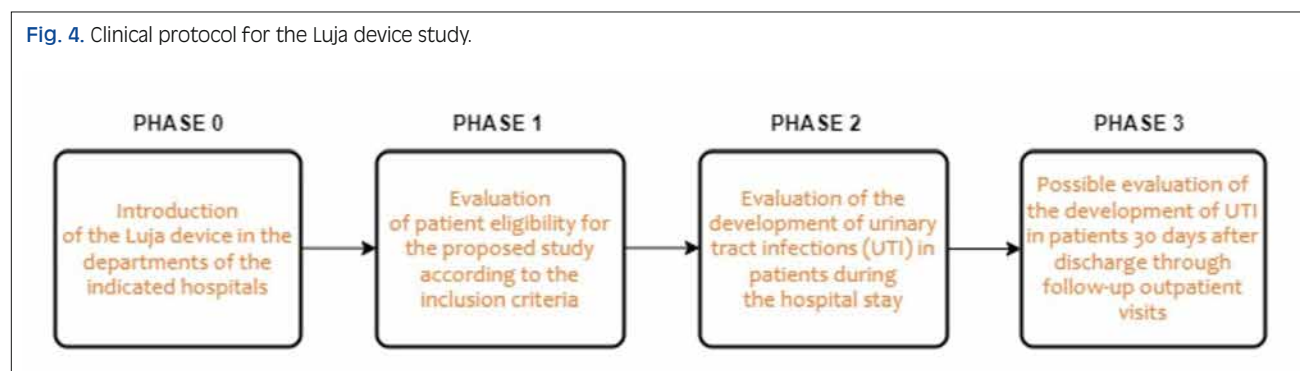 Fig. 4. Clinical protocol for the Luja device study.
PHASE 0
Introduction
of the Luja device in the
departments of the
indicated hospitals
PHASE 1
Evaluation
of patient eligibility for
the proposed study
according to the
inclusion criteria
PHASE 2
Evaluation of the
development of urinary
tract infections (UTI) in
patients during
the hospital stay
PHASE 3
Possible evaluation of
the development of UTI
in patients 30 days after
discharge through
follow-up outpatient
visits